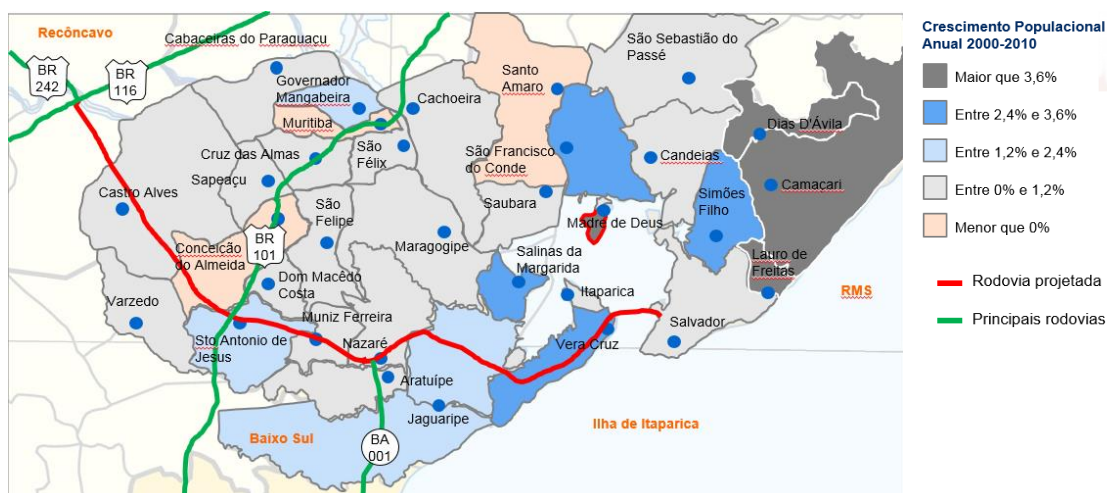 Recôncavo
Cabaceiras do Paraguaçu
São Sebastião do
Passé
BR
242
BR
116
Governador
Mangabeira
Santo
Amaro
Cachoeira
Muritiba
Dias D'Ávila
Cruz das Almas
São
Félix
São Francisco
do Conde
Candeias
Sapeaçu
Camaçari
Castro Alves
Simões
Filho
São
Felipe
Saubara
Madre de Deus
BR
101
Maragogipe
Conceição
do Almeida
Salinas da
Margarida
Lauro de
Freitas
Dom Macêdo
Costa
Itaparica
RMS
Varzedo
Muniz Ferreira
Salvador
Sto Antonio de
Jesus
Nazaré
Vera Cruz
Aratuípe
Jaguaripe
Ilha de Itaparica
Baixo Sul
BA
001
Crescimento Populacional
Anual 2000-2010
Maior que 3,6%
Entre 2,4% e 3,6%
Entre 1,2% e 2,4%
Entre 0% e 1,2%
Menor que 0%
Rodovia projetada
Principais rodovias